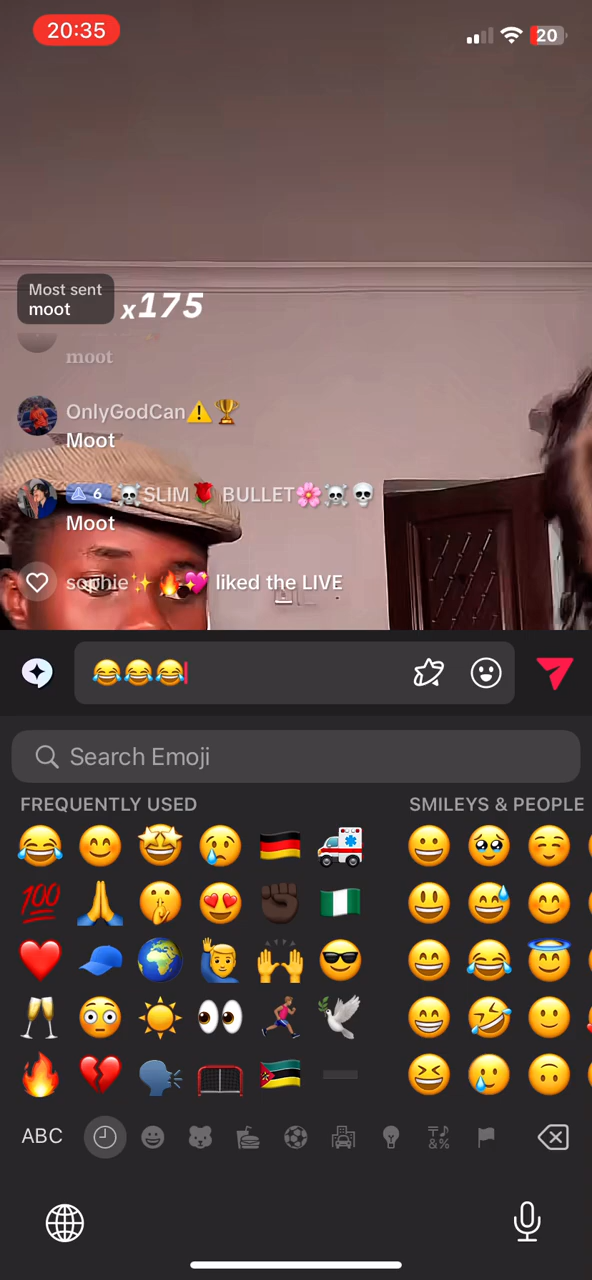 20:35
20
Most sent
moot
x175
moot
OnlyGodCan⚠️🏆
Moot
6 ☠️SLIM🌹BULLET🌸☠️💀
Moot
sophie✨🔥💖 liked the LIVE
😂😂😂
Search Emoji
FREQUENTLY USED
SMILEYS & PEOPLE
ABC